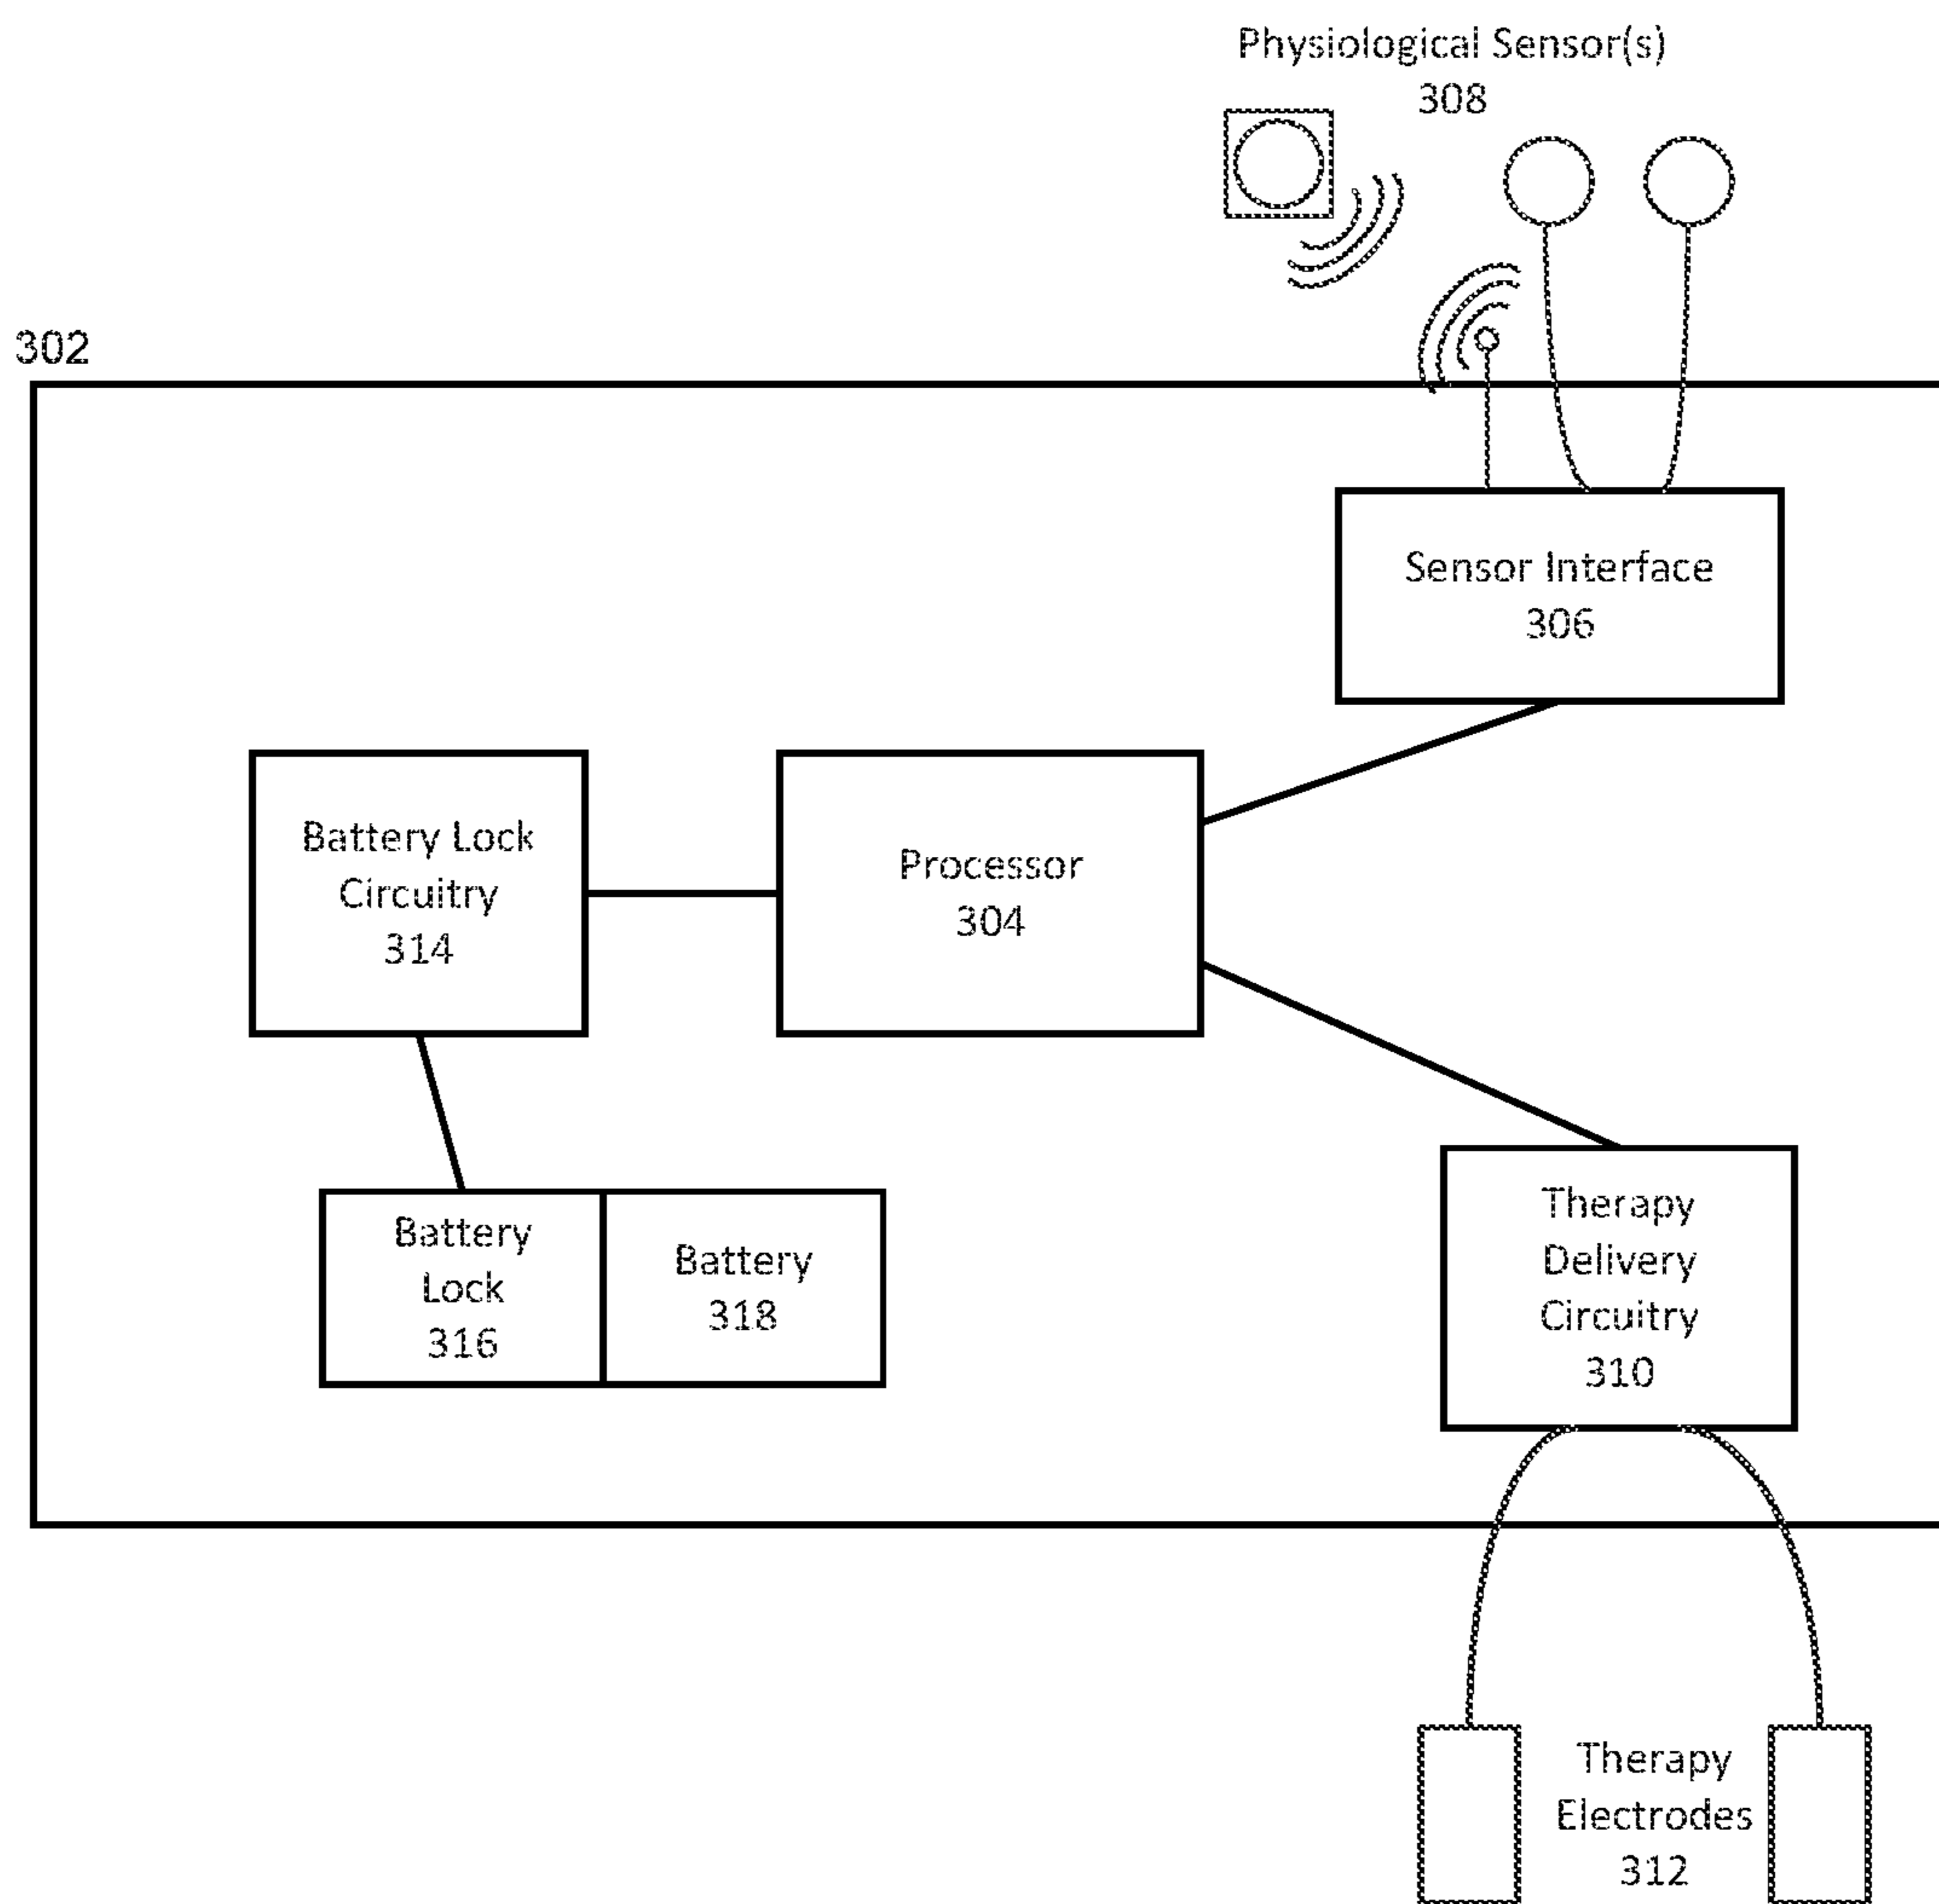 Physiological Sensor(s)
308
302
Sensor Interface
306
Battery Lock
Circuitry
314
Processor
304
Battery
Lock
316
Battery
318
Therapy
Delivery
Circuitry
310
Therapy
Electrodes
312